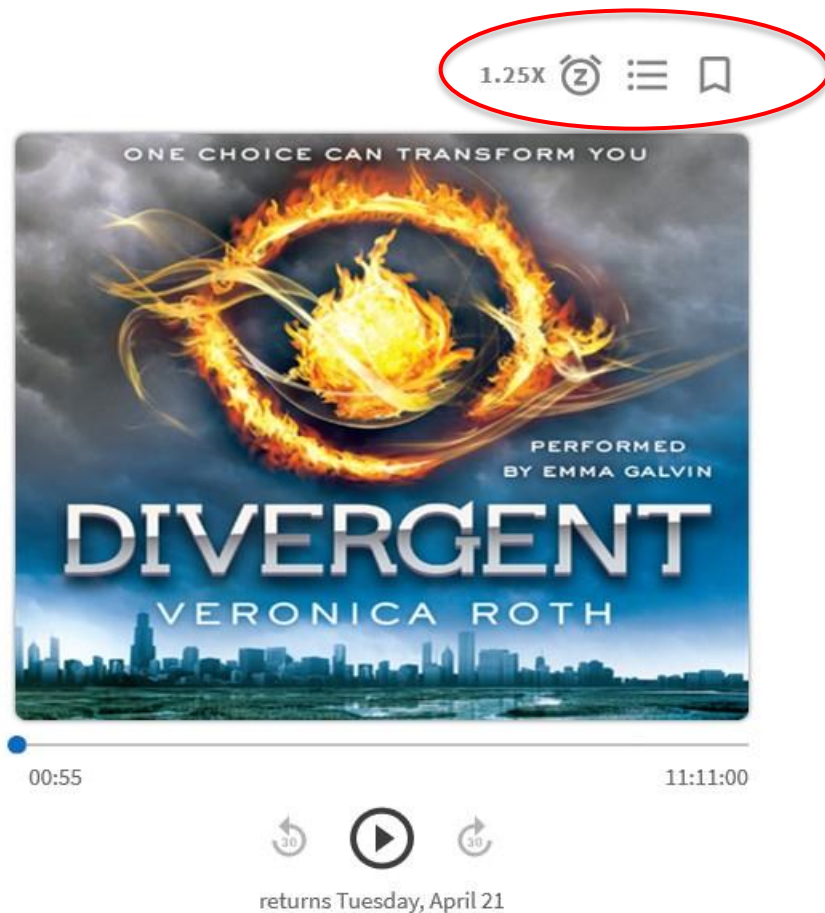 1.25X Z
ONE CHOICE CAN TRANSFORM YOU
PERFORMED
BY EMMA GALVIN
DIVERGENT
VERONICA ROTH
00:55 11:11:00
30 30
returns Tuesday, April 21